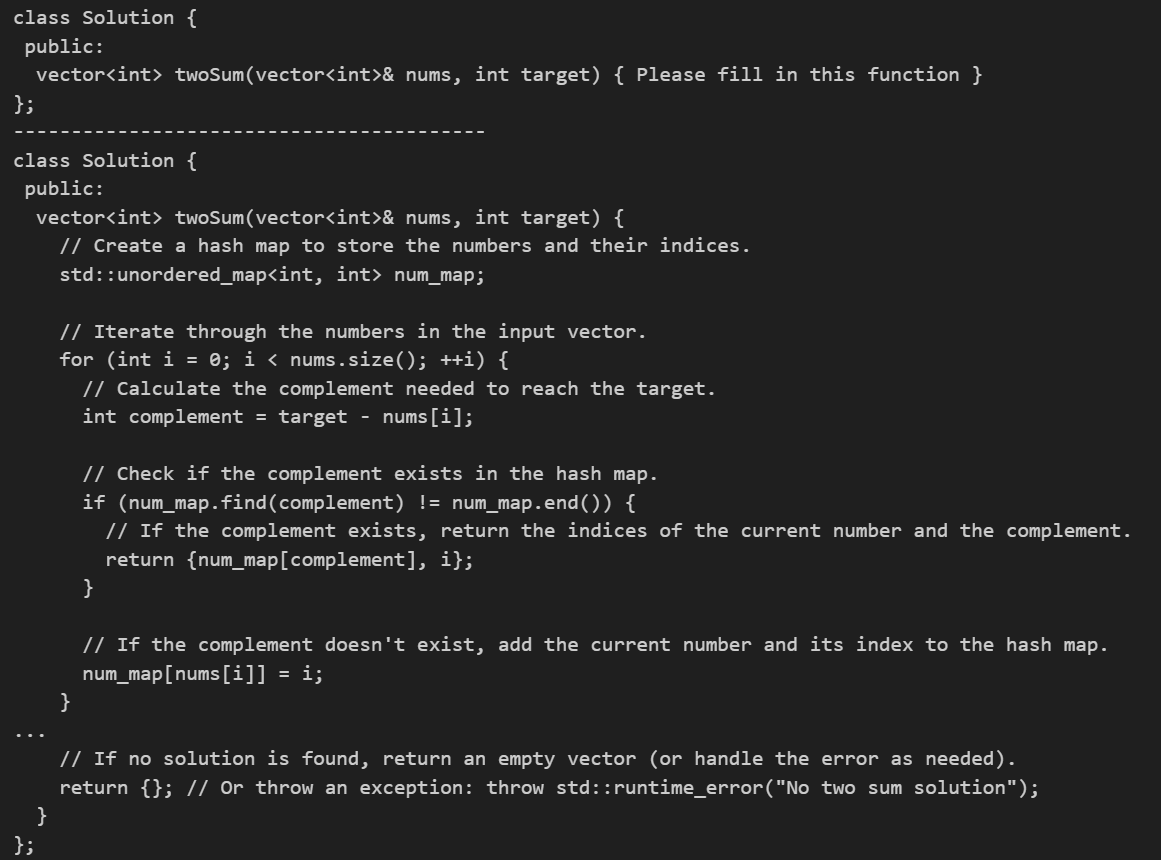 class Solution {
 public:
  vector<int> twoSum(vector<int>& nums, int target) { Please fill in this function }
};
-----------------------------------------
class Solution {
 public:
  vector<int> twoSum(vector<int>& nums, int target) {
    // Create a hash map to store the numbers and their indices.
    std::unordered_map<int, int> num_map;

    // Iterate through the numbers in the input vector.
    for (int i = 0; i < nums.size(); ++i) {
      // Calculate the complement needed to reach the target.
      int complement = target - nums[i];

      // Check if the complement exists in the hash map.
      if (num_map.find(complement) != num_map.end()) {
        // If the complement exists, return the indices of the current number and the complement.
        return {num_map[complement], i};
      }

      // If the complement doesn't exist, add the current number and its index to the hash map.
      num_map[nums[i]] = i;
    }
...
    // If no solution is found, return an empty vector (or handle the error as needed).
    return {}; // Or throw an exception: throw std::runtime_error("No two sum solution");
  }
};